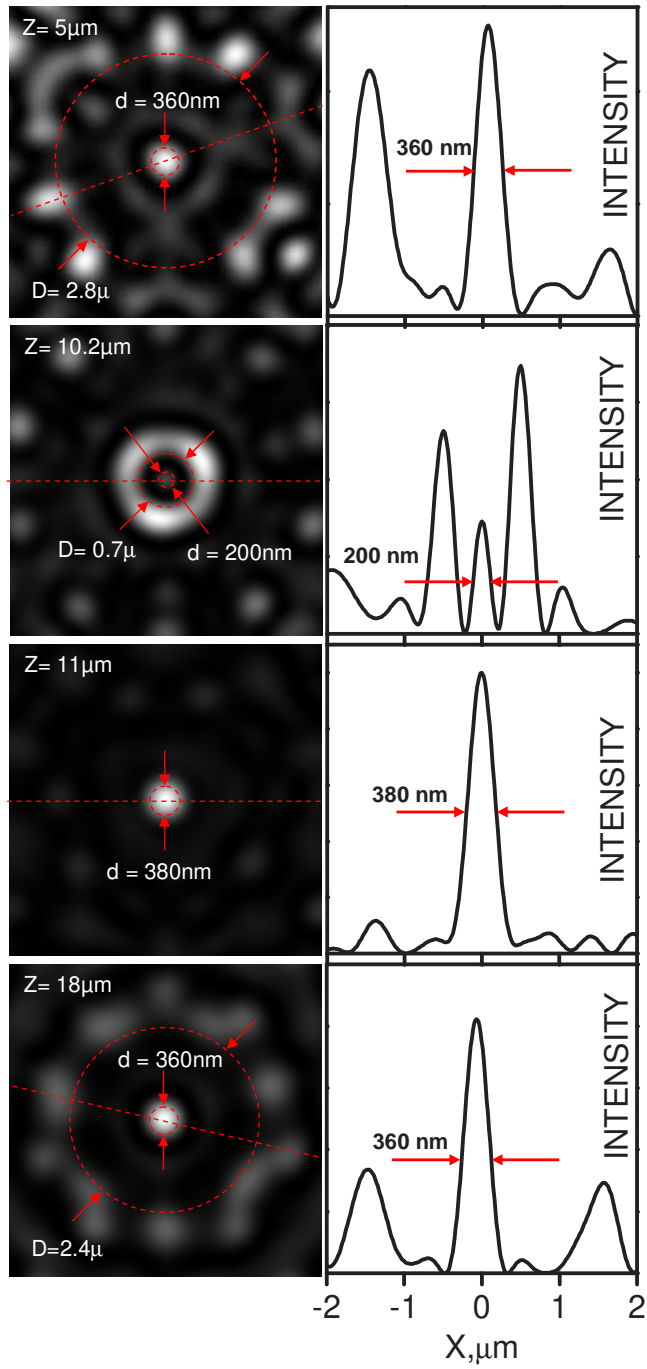 Z= 5µm
d = 360nm
D= 2.8µ
360 nm
INTENSITY
Z= 10.2µm
D= 0.7µ
d = 200nm
200 nm
INTENSITY
Z= 11µm
d = 380nm
380 nm
INTENSITY
Z= 18µm
d = 360nm
D=2.4µ
360 nm
INTENSITY
-2 -1 0 1 2
X,µm